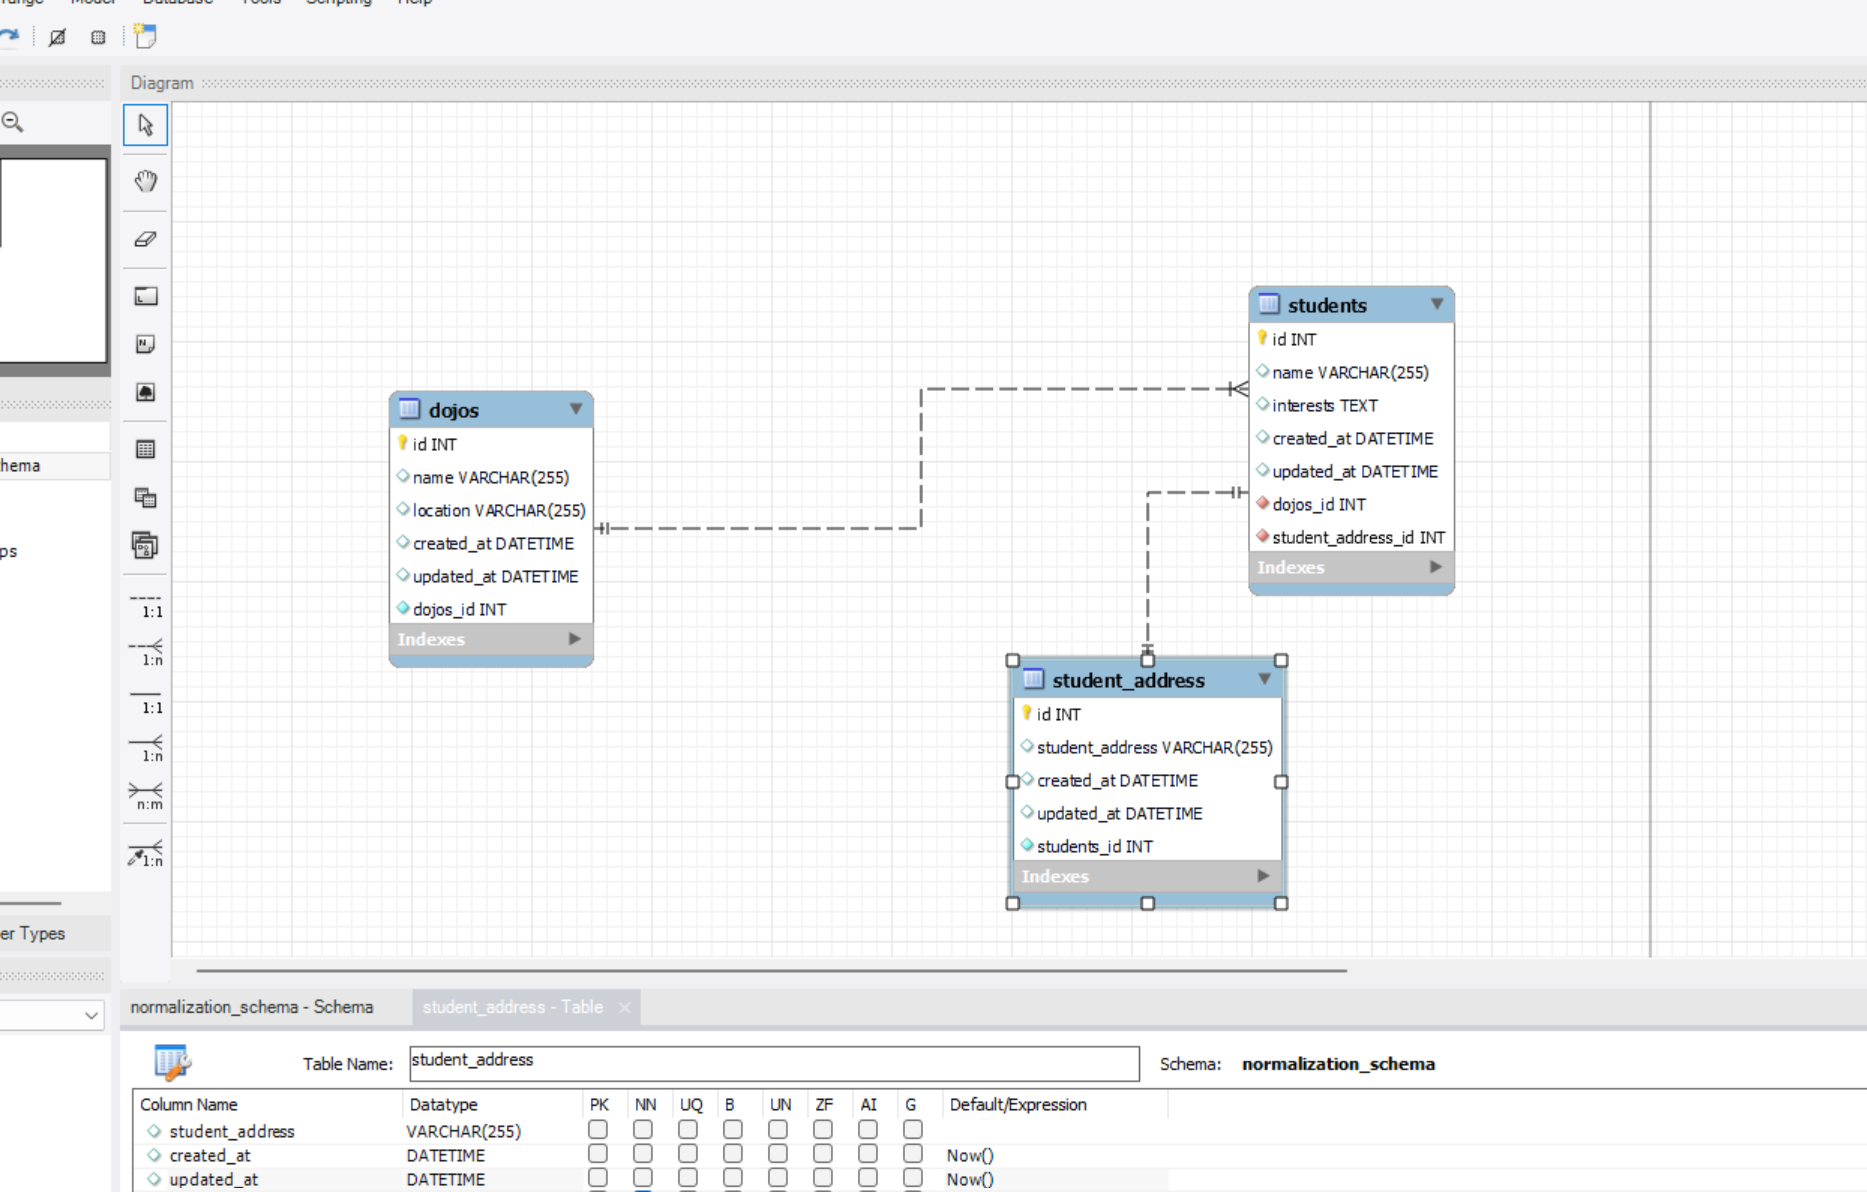 Diagram
hema
ps
er Types
1:1
1:n
1:1
1:n
n:m
1:n
dojos
id INT
name VARCHAR(255)
location VARCHAR(255)
created_at DATETIME
updated_at DATETIME
dojos_id INT
Indexes
students
id INT
name VARCHAR(255)
interests TEXT
created_at DATETIME
updated_at DATETIME
dojos_id INT
student_address_id INT
Indexes
student_address
id INT
student_address VARCHAR(255)
created_at DATETIME
updated_at DATETIME
students_id INT
Indexes
normalization_schema - Schema student_address - Table
Table Name: student_address Schema: normalization_schema
Column Name Datatype PK NN UQ B UN ZF AI G Default/Expression
student_address VARCHAR(255)
created_at DATETIME Now()
updated_at DATETIME Now()